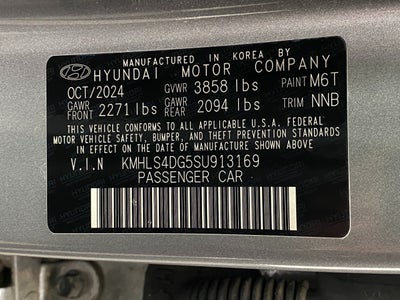 MANUFACTURED IN KOREA BY
HYUNDAI MOTOR COMPANY
OCT/2024 GVWR 3858 lbs PAINT M6T
GAWR FRONT 2271 lbs GAWR REAR 2094 lbs TRIM NNB
THIS VEHICLE CONFORMS TO ALL APPLICABLE U.S.A. FEDERAL
MOTOR VEHICLE SAFETY, BUMPER, AND THEFT PREVENTION
STANDARDS IN EFFECT ON THE DATE OF MANUFACTURE SHOWN ABOVE.
V.I.N KMHLS4DG5SU913169
PASSENGER CAR